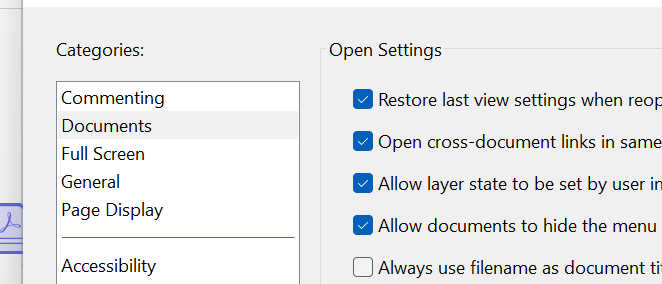 Categories:
Commenting
Documents
Full Screen
General
Page Display
Accessibility
Open Settings
Restore last view settings when reop
Open cross-document links in same
Allow layer state to be set by user in
Allow documents to hide the menu
Always use filename as document tit